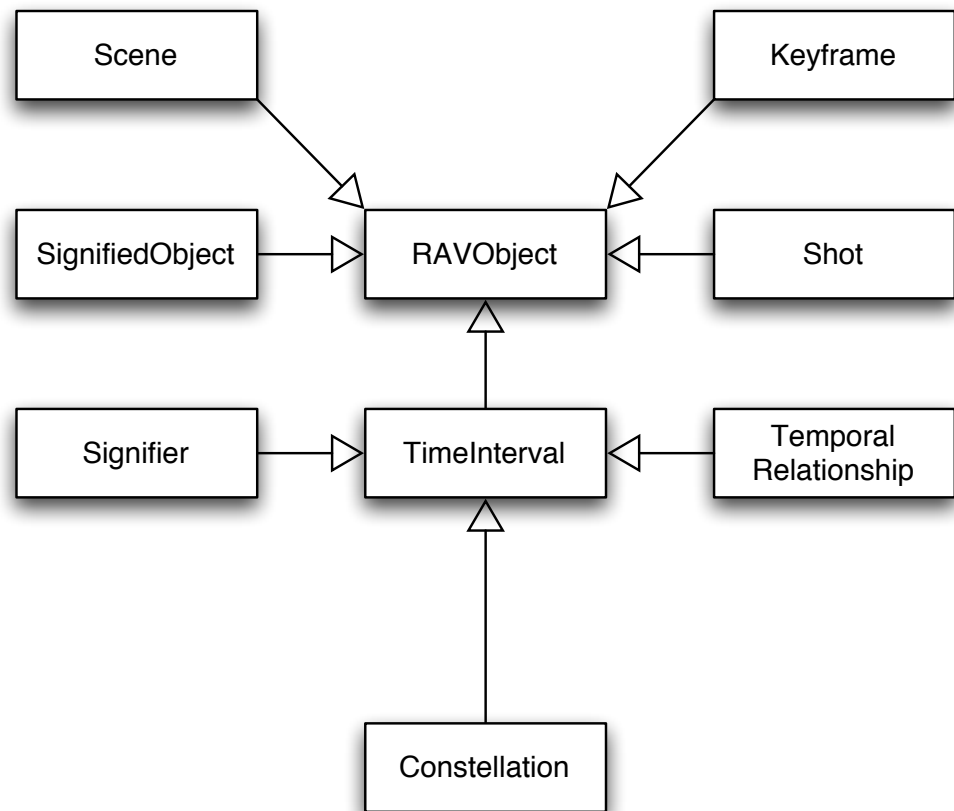 Scene
Keyframe
SignifiedObject
RAVObject
Shot
Signifier
TimeInterval
Temporal
Relationship
Constellation